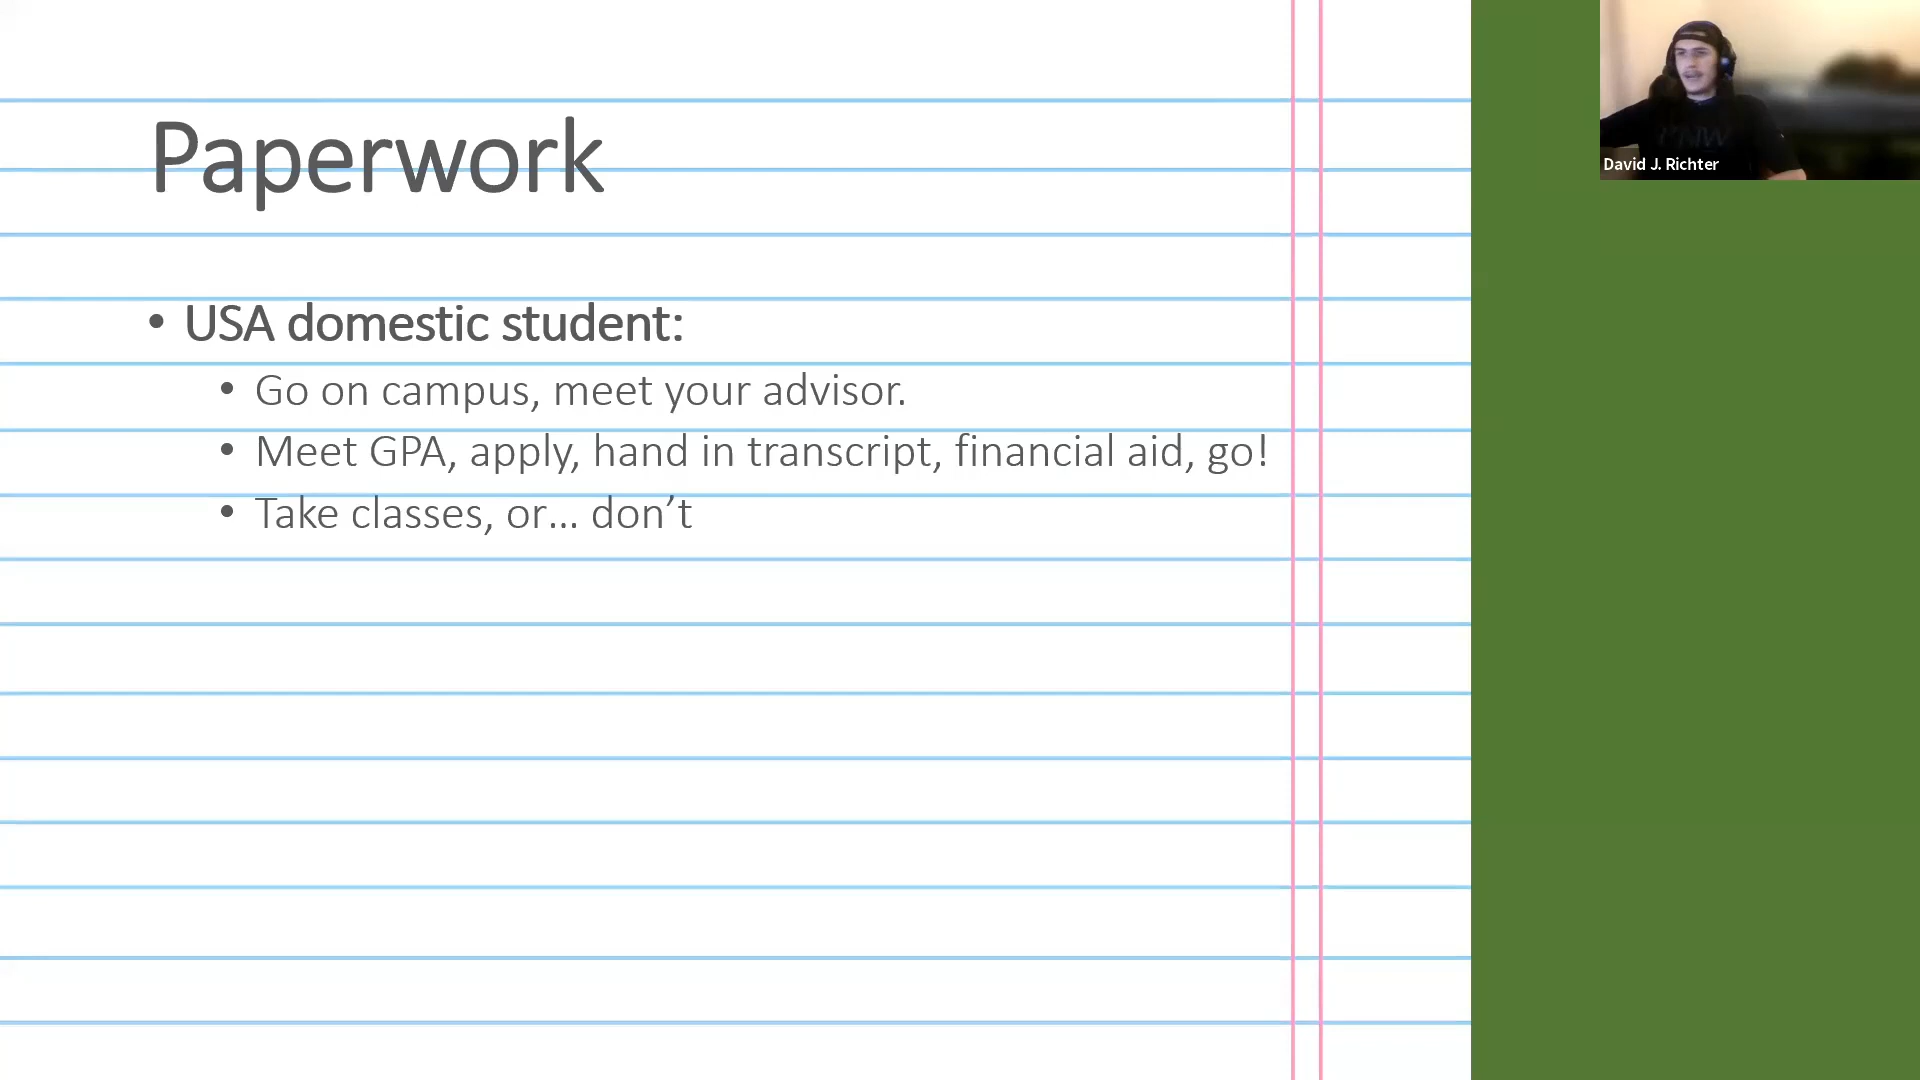 Paperwork
• USA domestic student:
• Go on campus, meet your advisor.
• Meet GPA, apply, hand in transcript, financial aid, go!
• Take classes, or… don’t
David J. Richter